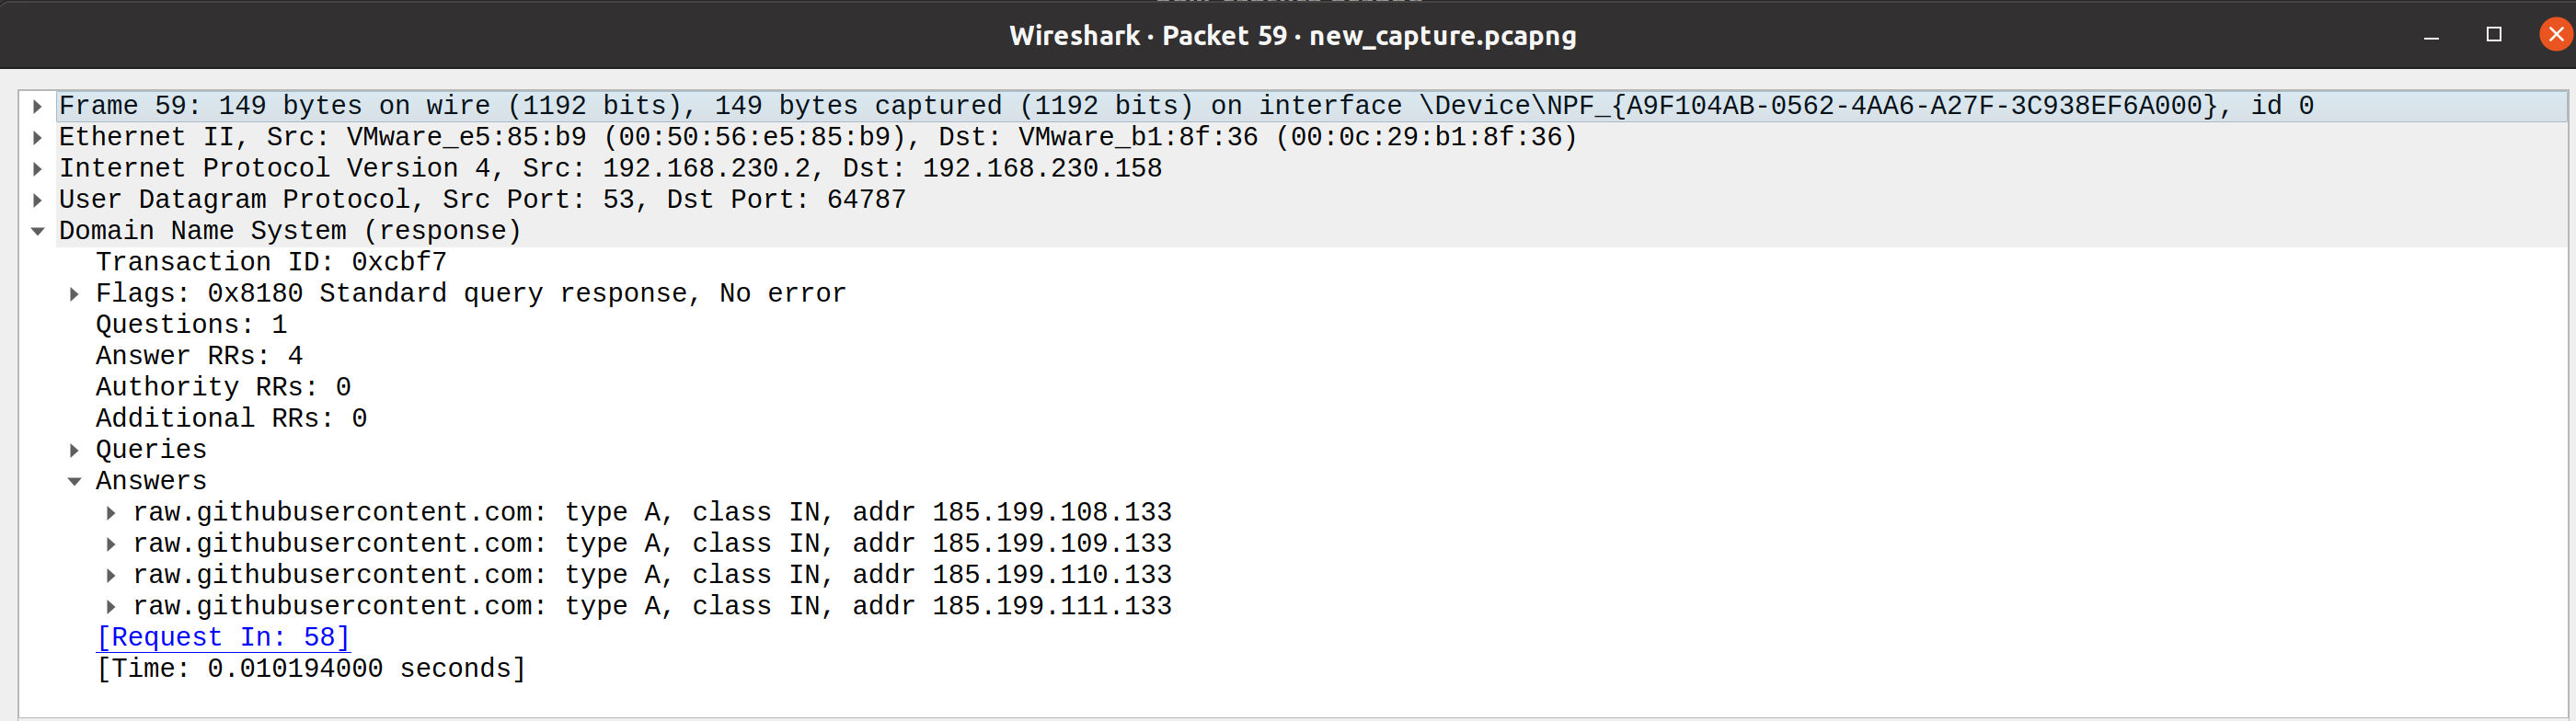 Wireshark · Packet 59 · new_capture.pcapng
Frame 59: 149 bytes on wire (1192 bits), 149 bytes captured (1192 bits) on interface \Device\NPF_{A9F104AB-0562-4AA6-A27F-3C938EF6A000}, id 0
Ethernet II, Src: VMware_e5:85:b9 (00:50:56:e5:85:b9), Dst: VMware_b1:8f:36 (00:0c:29:b1:8f:36)
Internet Protocol Version 4, Src: 192.168.230.2, Dst: 192.168.230.158
User Datagram Protocol, Src Port: 53, Dst Port: 64787
Domain Name System (response)
Transaction ID: 0xcbf7
Flags: 0x8180 Standard query response, No error
Questions: 1
Answer RRs: 4
Authority RRs: 0
Additional RRs: 0
Queries
Answers
raw.githubusercontent.com: type A, class IN, addr 185.199.108.133
raw.githubusercontent.com: type A, class IN, addr 185.199.109.133
raw.githubusercontent.com: type A, class IN, addr 185.199.110.133
raw.githubusercontent.com: type A, class IN, addr 185.199.111.133
[Request In: 58]
[Time: 0.010194000 seconds]